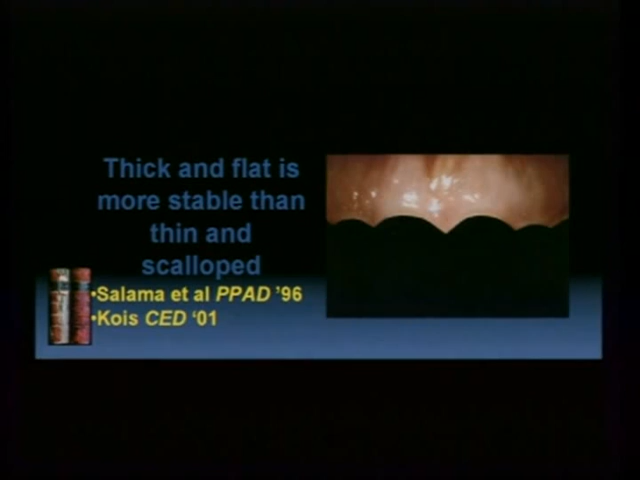 Thick and flat is
more stable than
thin and
scalloped
•Salama et al PPAD ’96
•Kois CED ‘01